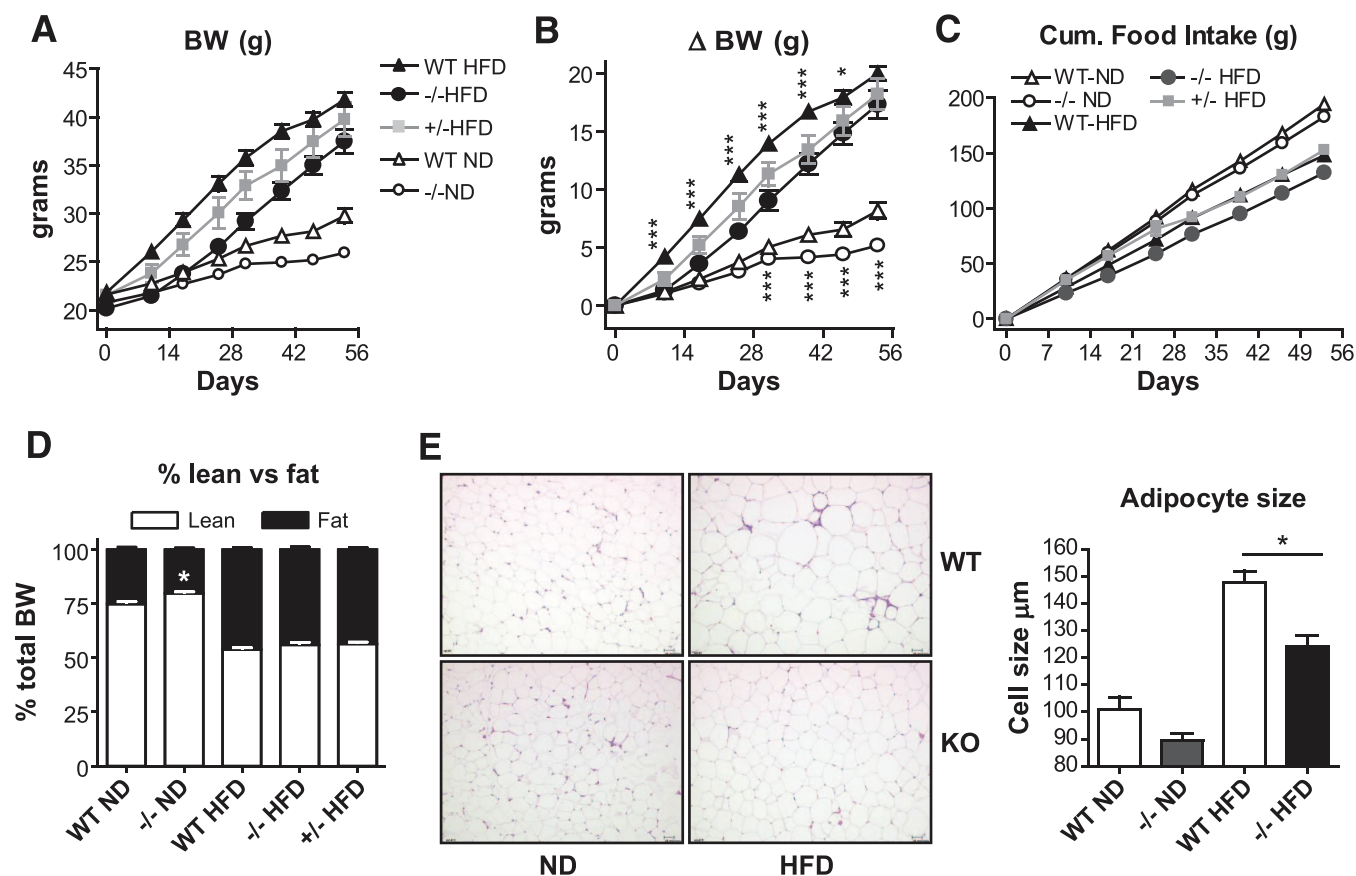 A
BW (g)
45
40
35
30
25
20
grams
0 14 28 42 56
Days
WT HFD
-/-HFD
+/-HFD
WT ND
-/-ND
B
Δ BW (g)
20
15
10
5
0
grams
*** *** *** *** *** *
*** *** *** ***
0 14 28 42 56
Days
C
Cum. Food Intake (g)
WT-ND
-/- ND
WT-HFD
-/- HFD
+/- HFD
200
150
100
50
0
0 7 14 21 28 35 42 49 56
Days
D
% lean vs fat
Lean Fat
100
75
50
25
0
% total BW
*
WT ND
-/- ND
WT HFD
-/- HFD
+/- HFD
E
WT
KO
ND HFD
Adipocyte size
160
150
140
130
120
110
100
90
80
Cell size µm
*
WT ND
-/- ND
WT HFD
-/- HFD